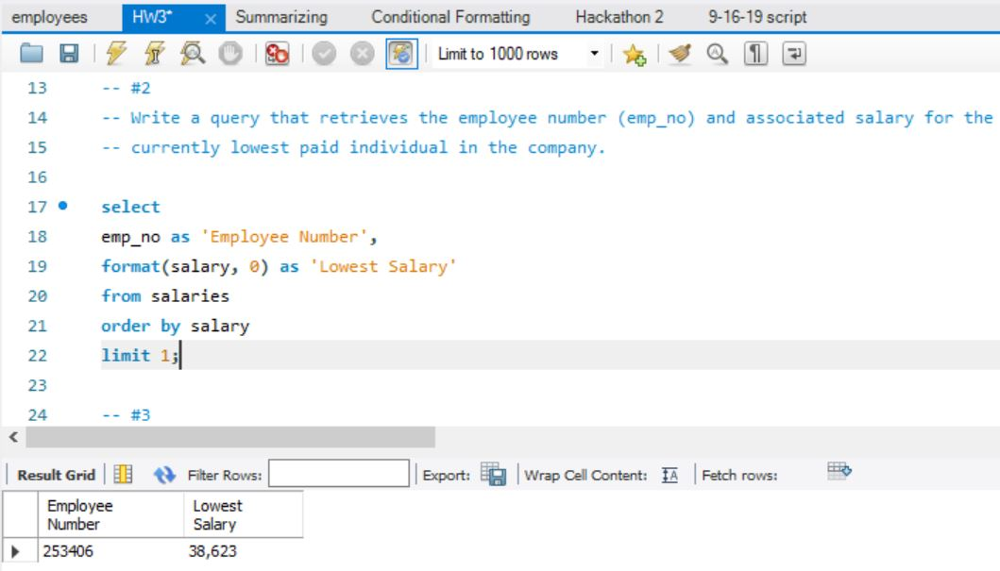 employees HW3* Summarizing Conditional Formatting Hackathon 2 9-16-19 script
Limit to 1000 rows
13 -- #2
14 -- Write a query that retrieves the employee number (emp_no) and associated salary for the
15 -- currently lowest paid individual in the company.
16
17 select
18 emp_no as 'Employee Number',
19 format(salary, 0) as 'Lowest Salary'
20 from salaries
21 order by salary
22 limit 1;
23
24 -- #3
Result Grid Filter Rows: Export: Wrap Cell Content: Fetch rows:
Employee Lowest
Number Salary
253406 38,623